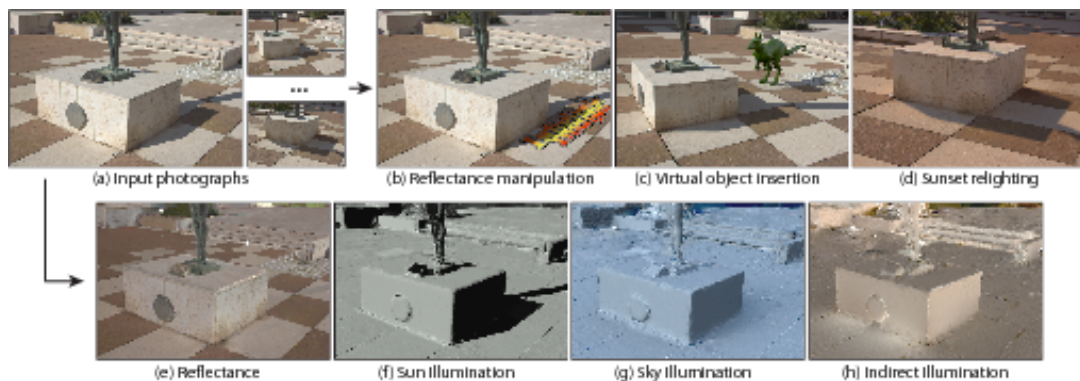 (a) Input photographs
(b) Reflectance manipulation
(c) Virtual object insertion
(d) Sunset relighting
(e) Reflectance
(f) Sun Illumination
(g) Sky Illumination
(h) Indirect Illumination